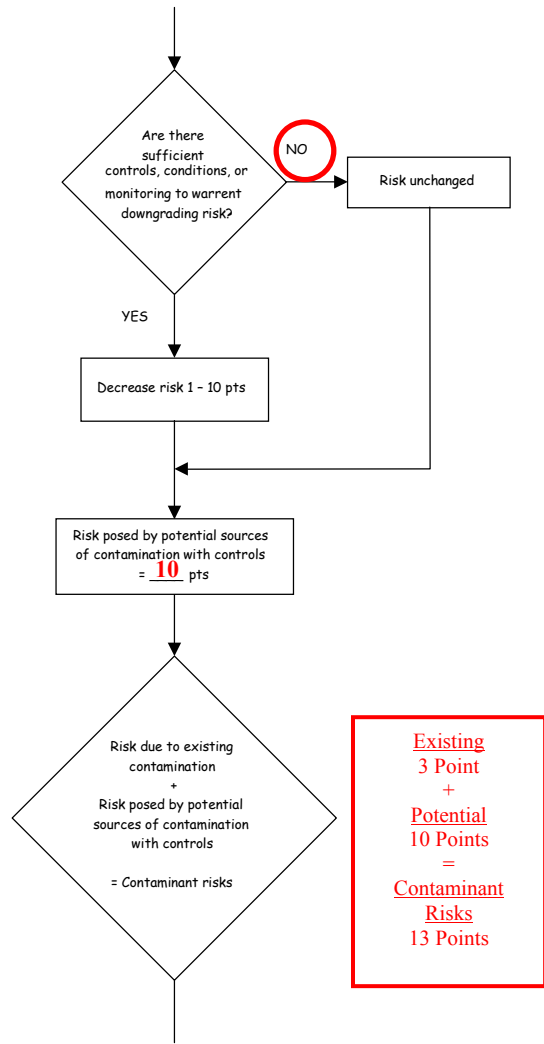 Are there
sufficient
controls, conditions, or
monitoring to warrent
downgrading risk?
NO
Risk unchanged
YES
Decrease risk 1 – 10 pts
Risk posed by potential sources
of contamination with controls
= 10 pts
Risk due to existing
contamination
+
Risk posed by potential
sources of contamination
with controls
= Contaminant risks
Existing
3 Point
+
Potential
10 Points
=
Contaminant
Risks
13 Points